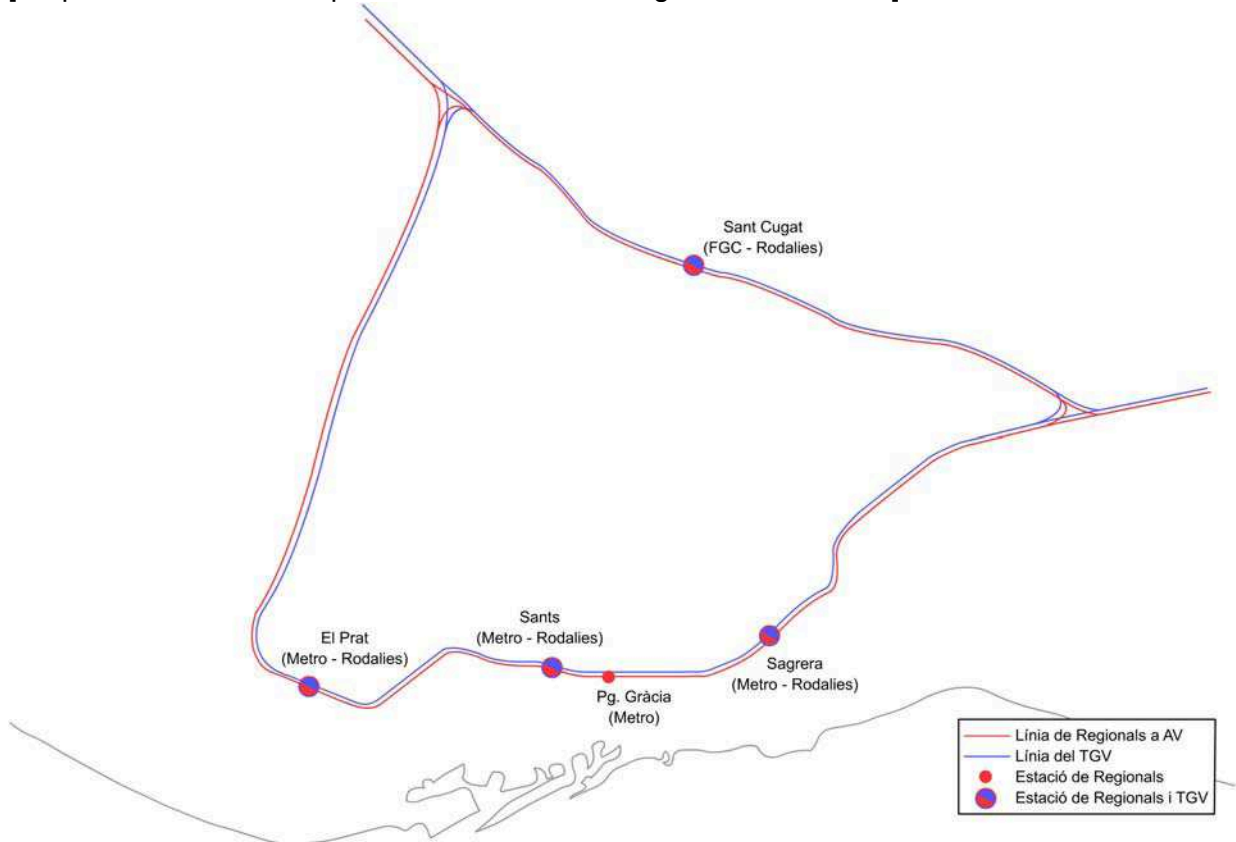 Sant Cugat
(FGC - Rodalies)
El Prat
(Metro - Rodalies)
Sants
(Metro - Rodalies)
Pg. Gràcia
(Metro)
Sagrera
(Metro - Rodalies)
Línia de Regionals a AV
Línia del TGV
Estació de Regionals
Estació de Regionals i TGV